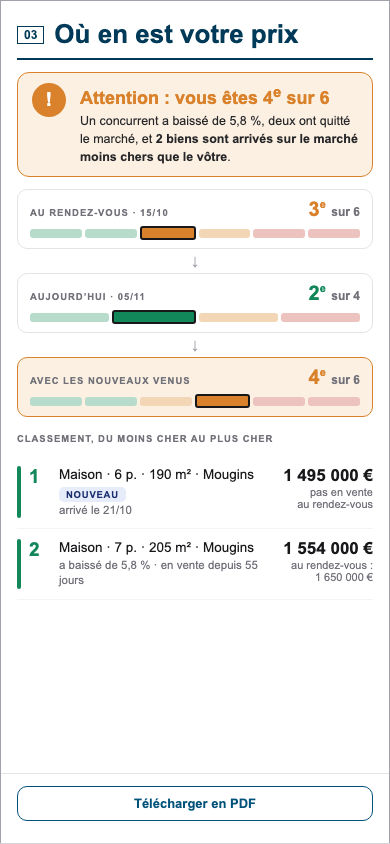 03 Où en est votre prix
! Attention : vous êtes 4e sur 6
Un concurrent a baissé de 5,8 %, deux ont quitté
le marché, et 2 biens sont arrivés sur le marché
moins chers que le vôtre.
AU RENDEZ-VOUS · 15/10 3e sur 6
↓
AUJOURD'HUI · 05/11 2e sur 4
↓
AVEC LES NOUVEAUX VENUS 4e sur 6
CLASSEMENT, DU MOINS CHER AU PLUS CHER
1 Maison · 6 p. · 190 m² · Mougins 1 495 000 €
NOUVEAU pas en vente
arrivé le 21/10 au rendez-vous
2 Maison · 7 p. · 205 m² · Mougins 1 554 000 €
a baissé de 5,8 % · en vente depuis 55 au rendez-vous :
jours 1 650 000 €
Télécharger en PDF